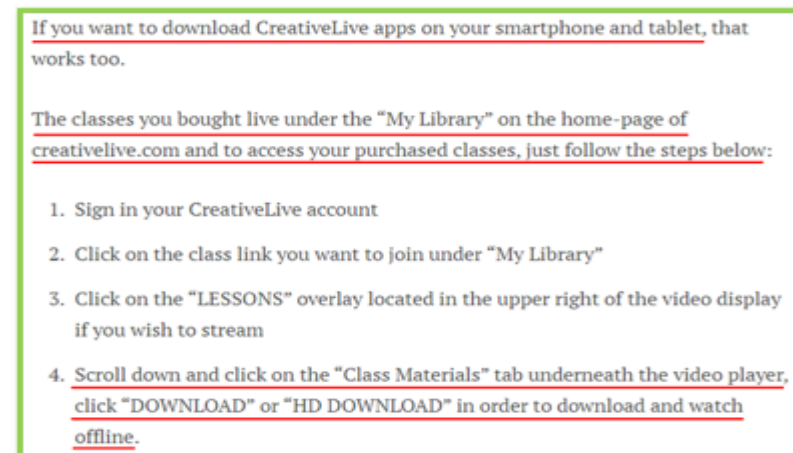 If you want to download CreativeLive apps on your smartphone and tablet, that
works too.
The classes you bought live under the “My Library” on the home-page of
creativelive.com and to access your purchased classes, just follow the steps below:
1. Sign in your CreativeLive account
2. Click on the class link you want to join under “My Library”
3. Click on the “LESSONS” overlay located in the upper right of the video display
if you wish to stream
4. Scroll down and click on the “Class Materials” tab underneath the video player,
click “DOWNLOAD” or “HD DOWNLOAD” in order to download and watch
offline.